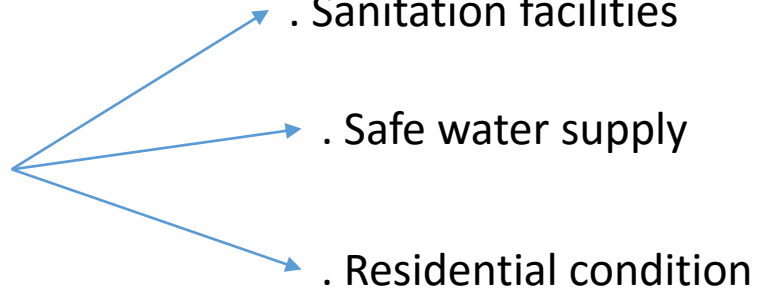 . Sanitation facilities
. Safe water supply
. Residential condition